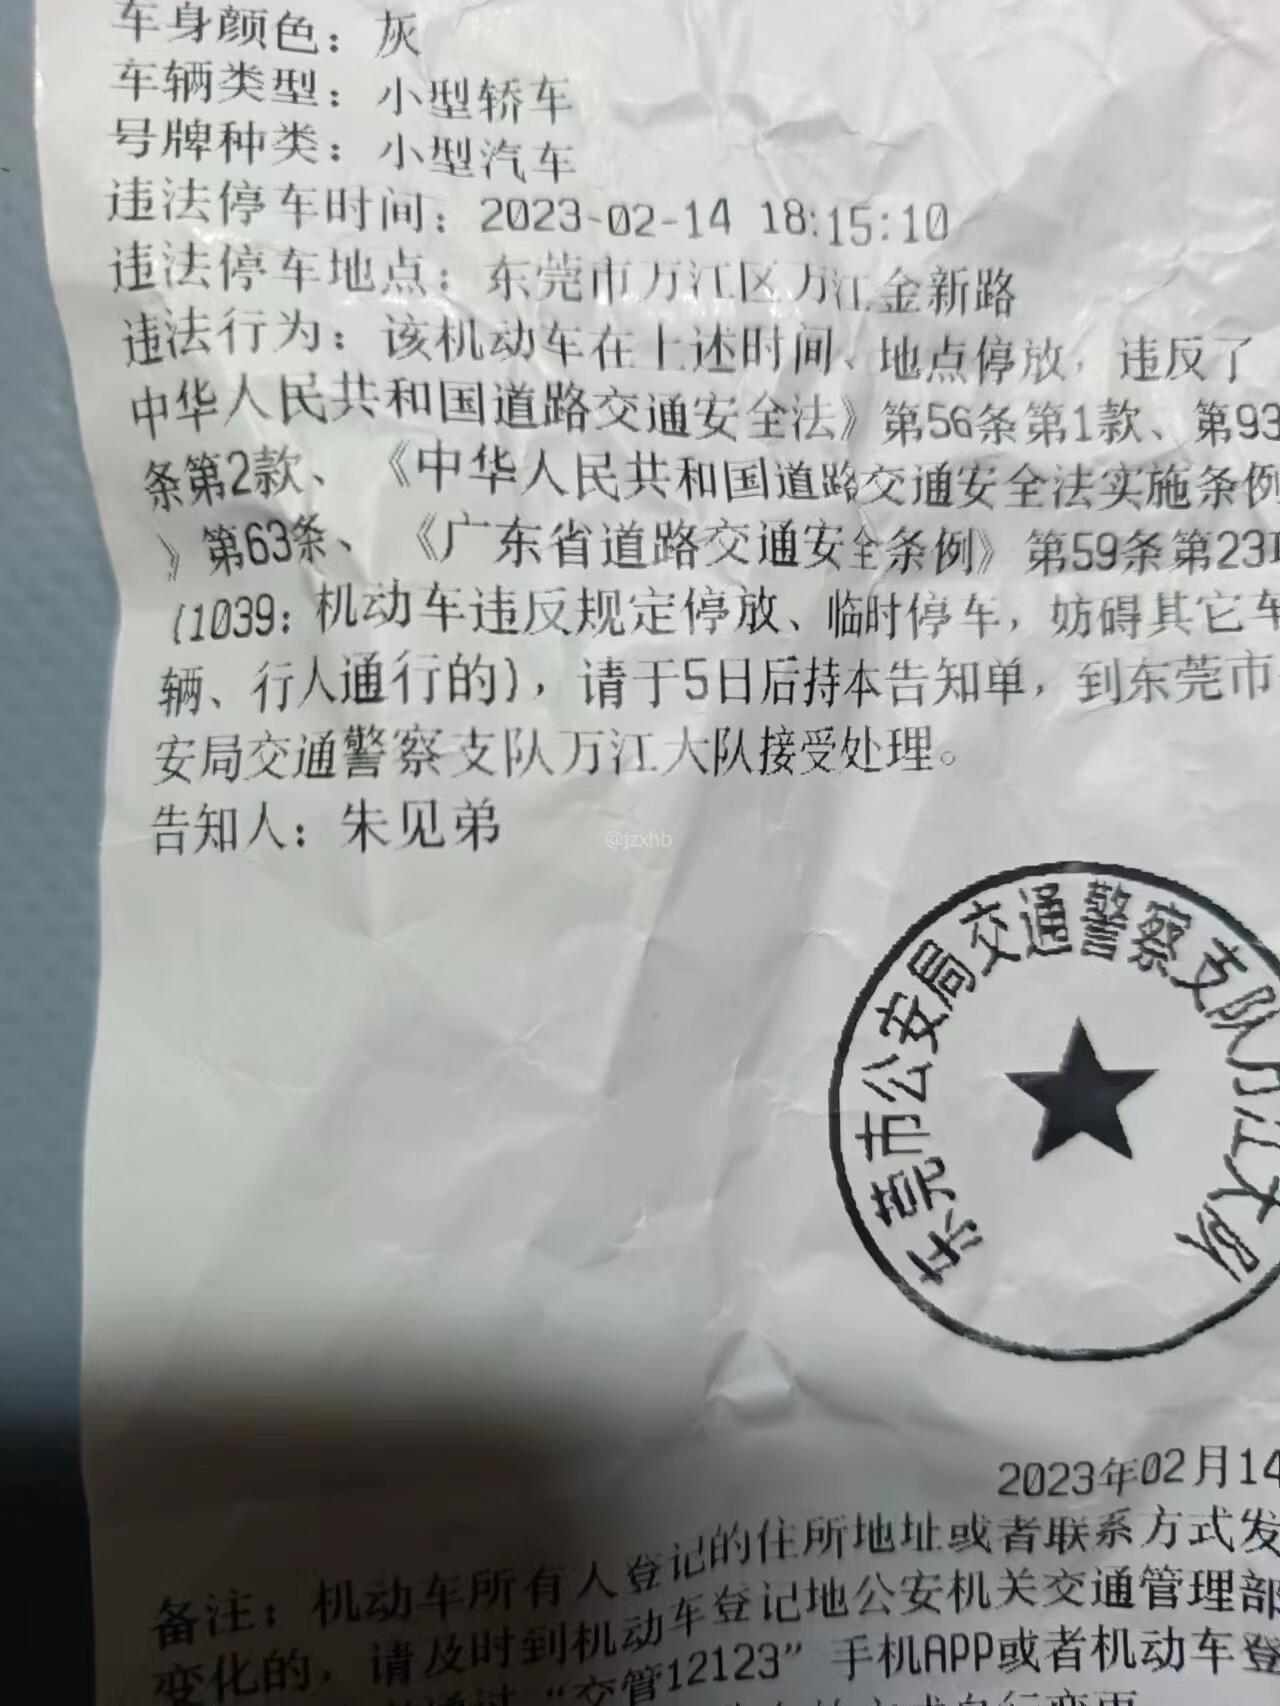 车身颜色：灰
车辆类型：小型轿车
号牌种类：小型汽车
违法停车时间：2023-02-14 18:15:10
违法停车地点：东莞市万江区万江金新路
违法行为：该机动车在上述时间、地点停放，违反了
中华人民共和国道路交通安全法》第56条第1款、第93
条第2款、《中华人民共和国道路交通安全法实施条例
》第63条、《广东省道路交通安全条例》第59条第23项
(1039：机动车违反规定停放、临时停车，妨碍其它车
辆、行人通行的)，请于5日后持本告知单，到东莞市
安局交通警察支队万江大队接受处理。
告知人：朱见弟
@jzxhb
东莞市公安局交通警察支队万江大队
2023年02月14
备注：机动车所有人登记的住所地址或者联系方式发
变化的，请及时到机动车登记地公安机关交通管理部
通过“交管12123”手机APP或者机动车登
自行变更